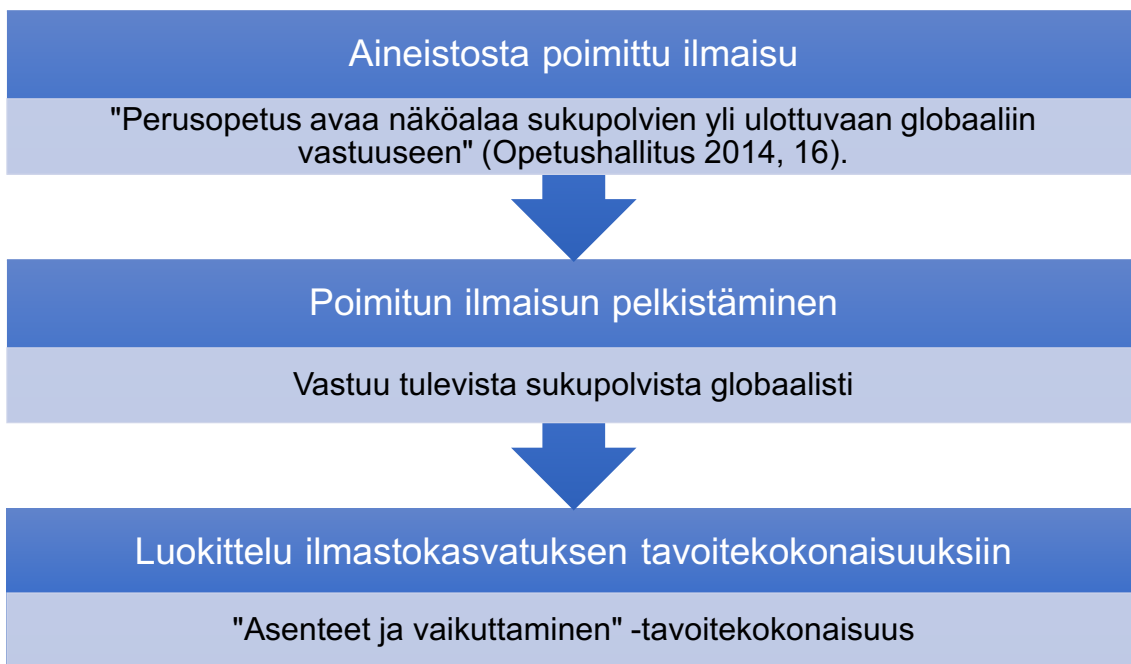 Aineistosta poimittu ilmaisu
"Perusopetus avaa näköalaa sukupolvien yli ulottuvaan globaaliin
vastuuseen" (Opetushallitus 2014, 16).
Poimitun ilmaisun pelkistäminen
Vastuu tulevista sukupolvista globaalisti
Luokittelu ilmastokasvatuksen tavoitekokonaisuuksiin
"Asenteet ja vaikuttaminen" -tavoitekokonaisuus